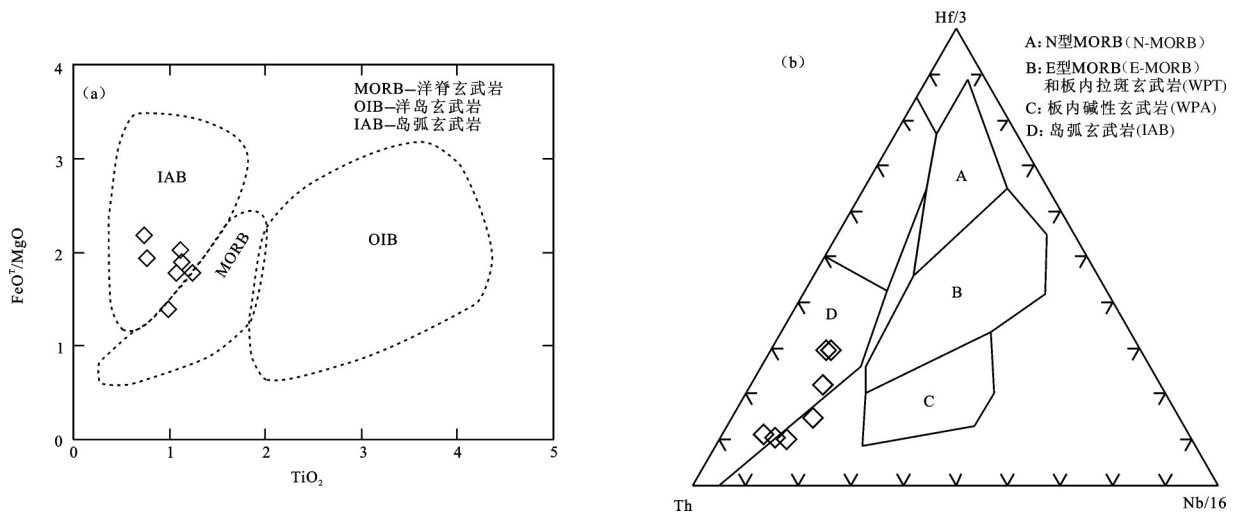 (a)
MORB—洋脊玄武岩
OIB—洋岛玄武岩
IAB—岛弧玄武岩
4
3
2
1
0
FeOᵀ/MgO
IAB
MORB
OIB
0
1
2
3
4
5
TiO₂
(b)
Hf/3
A: N型MORB(N-MORB)
B: E型MORB(E-MORB)
和板内拉斑玄武岩(WPT)
C: 板内碱性玄武岩(WPA)
D: 岛弧玄武岩(IAB)
A
B
D
C
Th
Nb/16